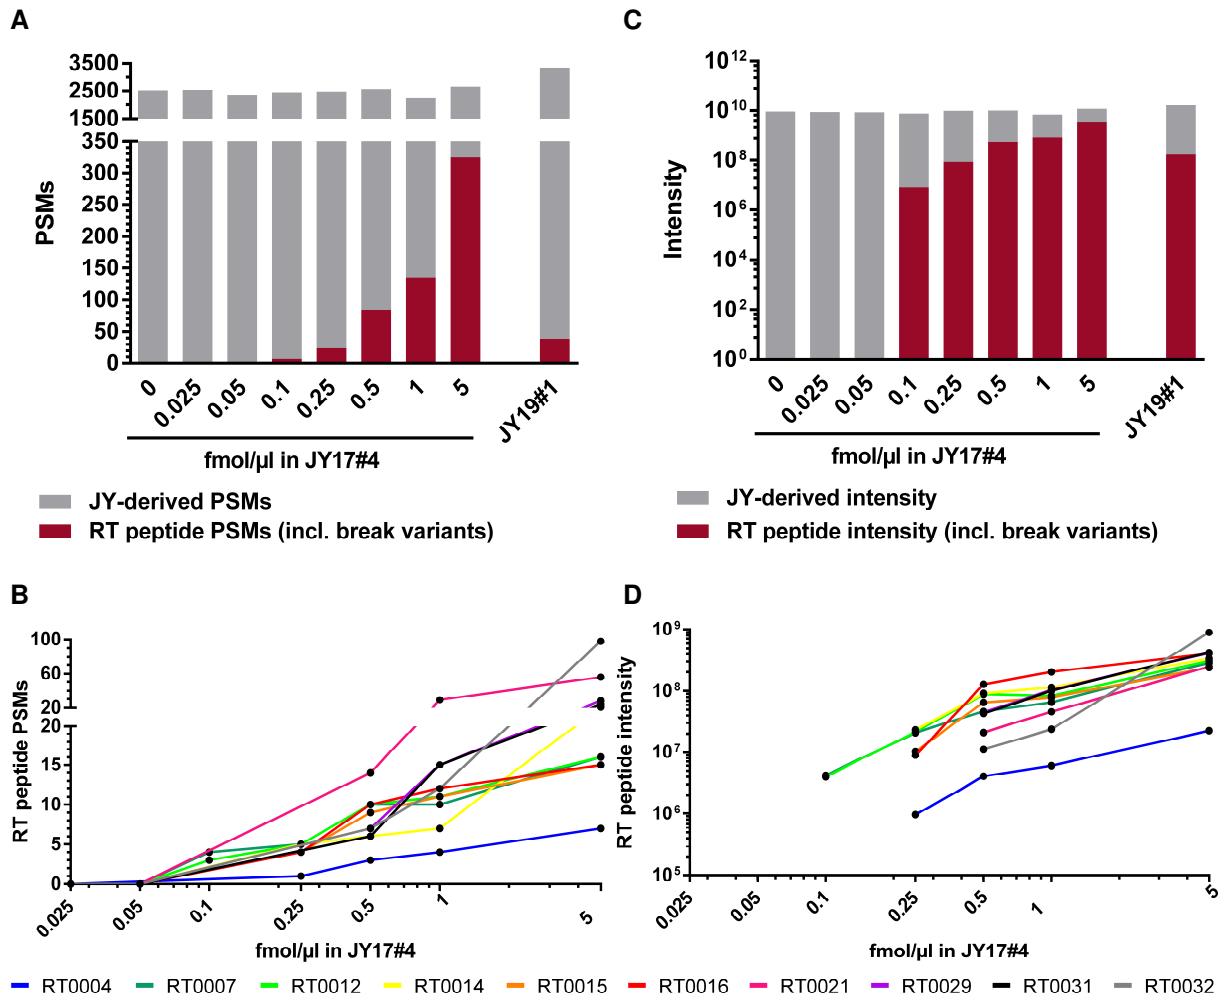 A
3500
2500
1500
350
300
250
200
150
100
50
0
PSMs
0 0.025 0.05 0.1 0.25 0.5 1 5 JY19#1
fmol/µl in JY17#4
JY-derived PSMs
RT peptide PSMs (incl. break variants)
C
10^12
10^10
10^8
10^6
10^4
10^2
10^0
Intensity
0 0.025 0.05 0.1 0.25 0.5 1 5 JY19#1
fmol/µl in JY17#4
JY-derived intensity
RT peptide intensity (incl. break variants)
B
100
60
20
20
15
10
5
0
RT peptide PSMs
0.025 0.05 0.1 0.25 0.5 1 5
fmol/µl in JY17#4
D
10^9
10^8
10^7
10^6
10^5
RT peptide intensity
0.025 0.05 0.1 0.25 0.5 1 5
fmol/µl in JY17#4
RT0004 RT0007 RT0012 RT0014 RT0015 RT0016 RT0021 RT0029 RT0031 RT0032